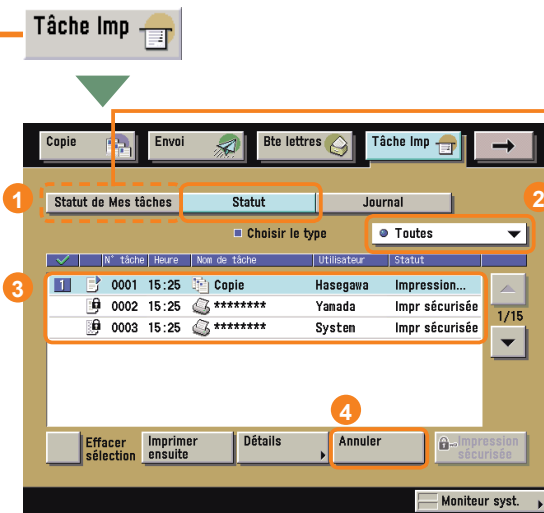 Tâche Imp
Copie Envoi Bte lettres Tâche Imp
1 Statut de Mes tâches Statut Journal 2
Choisir le type Toutes
N° tâche Heure Nom de tâche Utilisateur Statut
3 1 0001 15:25 Copie Hasegawa Impression...
0002 15:25 ******** Yamada Impr sécurisée
1/15
0003 15:25 ******** System Impr sécurisée
4
Effacer sélection Imprimer ensuite Détails Annuler Impression sécurisée
Moniteur syst.